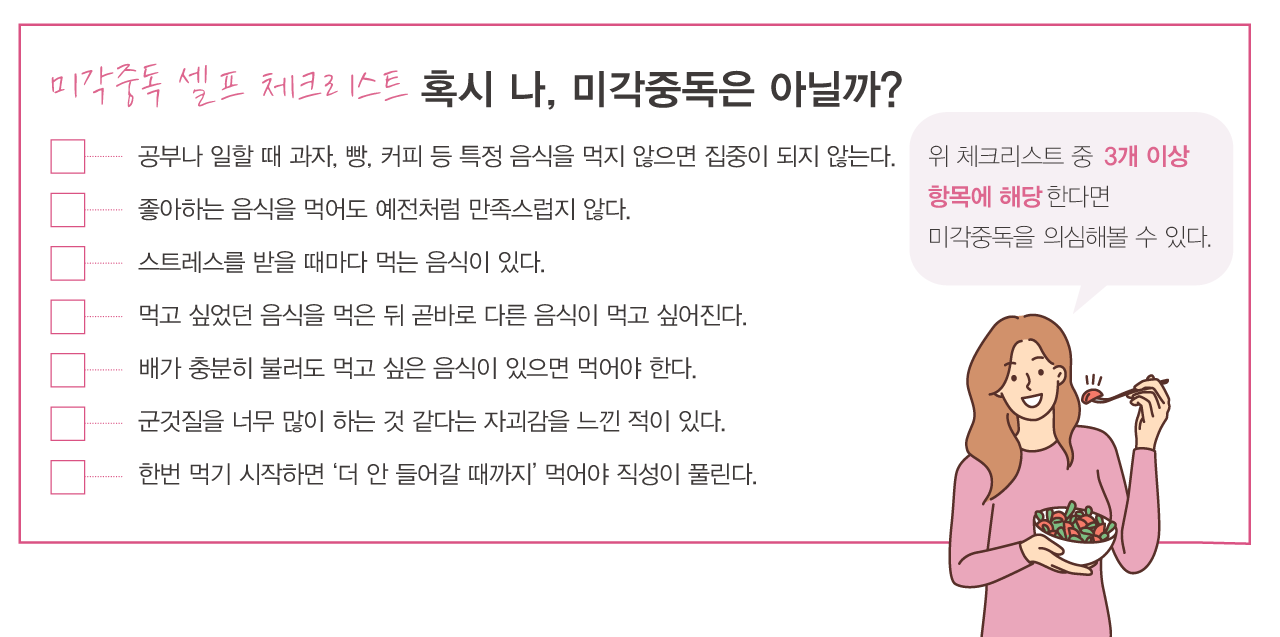 미각중독 셀프 체크리스트 혹시 나, 미각중독은 아닐까?
공부나 일할 때 과자, 빵, 커피 등 특정 음식을 먹지 않으면 집중이 되지 않는다.
좋아하는 음식을 먹어도 예전처럼 만족스럽지 않다.
스트레스를 받을 때마다 먹는 음식이 있다.
먹고 싶었던 음식을 먹은 뒤 곧바로 다른 음식이 먹고 싶어진다.
배가 충분히 불러도 먹고 싶은 음식이 있으면 먹어야 한다.
군것질을 너무 많이 하는 것 같다는 자괴감을 느낀 적이 있다.
한번 먹기 시작하면 ‘더 안 들어갈 때까지’ 먹어야 직성이 풀린다.
위 체크리스트 중 3개 이상
항목에 해당한다면
미각중독을 의심해볼 수 있다.